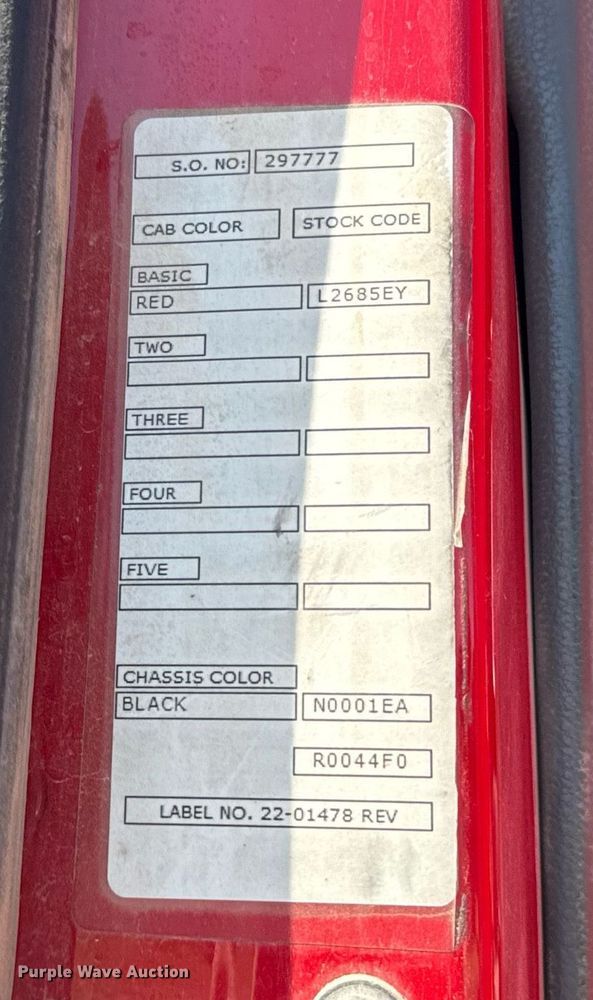 S.O. NO: 297777
CAB COLOR STOCK CODE
BASIC
RED L2685EY
TWO
THREE
FOUR
FIVE
CHASSIS COLOR
BLACK N0001EA
R0044F0
LABEL NO. 22-01478 REV
Purple Wave Auction